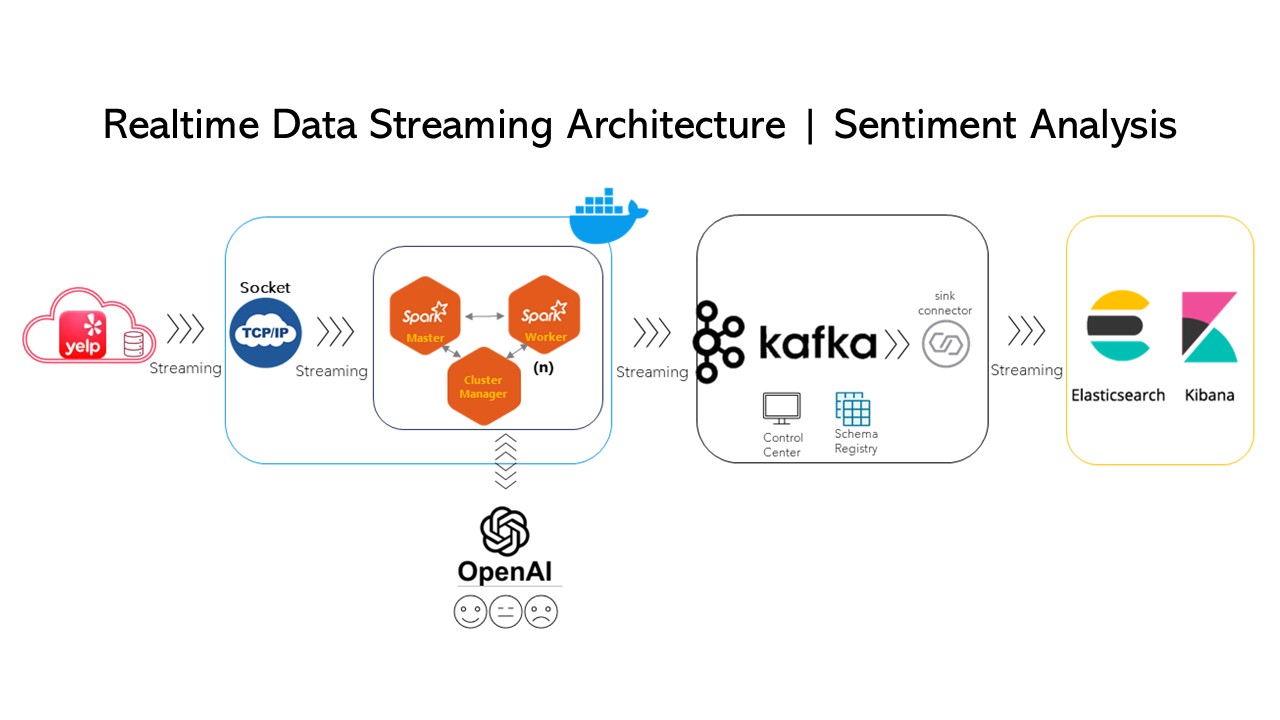 Realtime Data Streaming Architecture | Sentiment Analysis
yelp
Streaming
Socket
TCP/IP
Streaming
Spark
Master
Spark
Worker
Cluster
Manager
(n)
Streaming
OpenAI
kafka
sink
connector
Control
Center
Schema
Registry
Streaming
Elasticsearch
Kibana